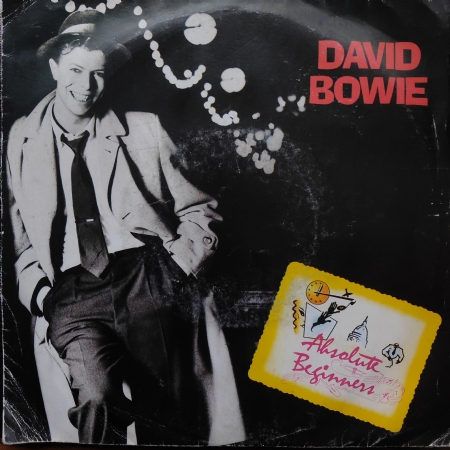 DAVID
BOWIE
Absolute
Beginners